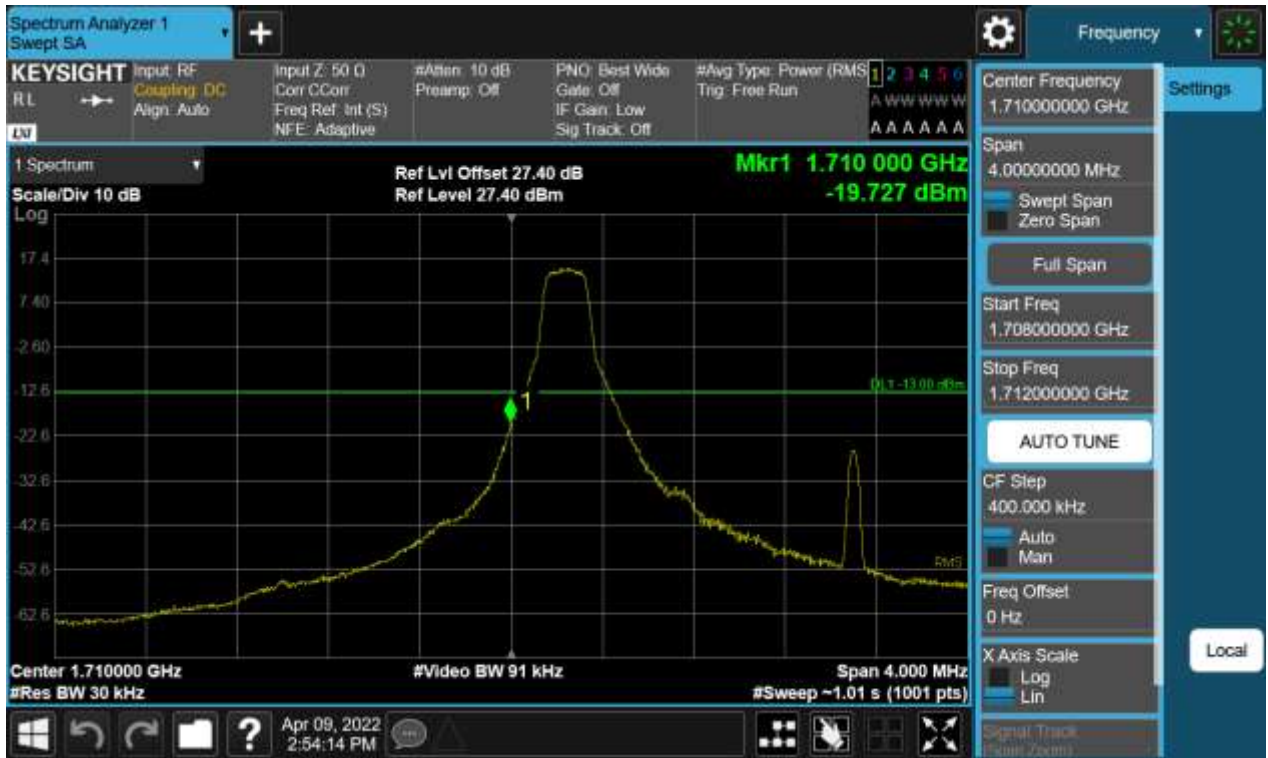 Spectrum Analyzer 1
Swept SA
+
Frequency
KEYSIGHT
RL
LXI
Input: RF
Coupling: DC
Align: Auto
Input Z: 50 Ω
Corr CCorr
Freq Ref: Int (S)
NFE: Adaptive
#Atten: 10 dB
Preamp: Off
PNO: Best Wide
Gate: Off
IF Gain: Low
Sig Track: Off
#Avg Type: Power (RMS
Trig: Free Run
1 2 3 4 5 6
A W W W W W
A A A A A A
1 Spectrum
Scale/Div 10 dB
Log
Ref Lvl Offset 27.40 dB
Ref Level 27.40 dBm
Mkr1 1.710 000 GHz
-19.727 dBm
17.4
7.40
-2.60
-12.6
-22.6
-32.6
-42.6
-52.6
-62.6
DL1 -13.00 dBm
1
RMS
Center 1.710000 GHz
#Res BW 30 kHz
#Video BW 91 kHz
Span 4.000 MHz
#Sweep ~1.01 s (1001 pts)
Center Frequency
1.710000000 GHz
Settings
Span
4.00000000 MHz
Swept Span
Zero Span
Full Span
Start Freq
1.708000000 GHz
Stop Freq
1.712000000 GHz
AUTO TUNE
CF Step
400.000 kHz
Auto
Man
Freq Offset
0 Hz
X Axis Scale
Log
Lin
Local
Signal Track
(Span Zoom)
?
Apr 09, 2022
2:54:14 PM